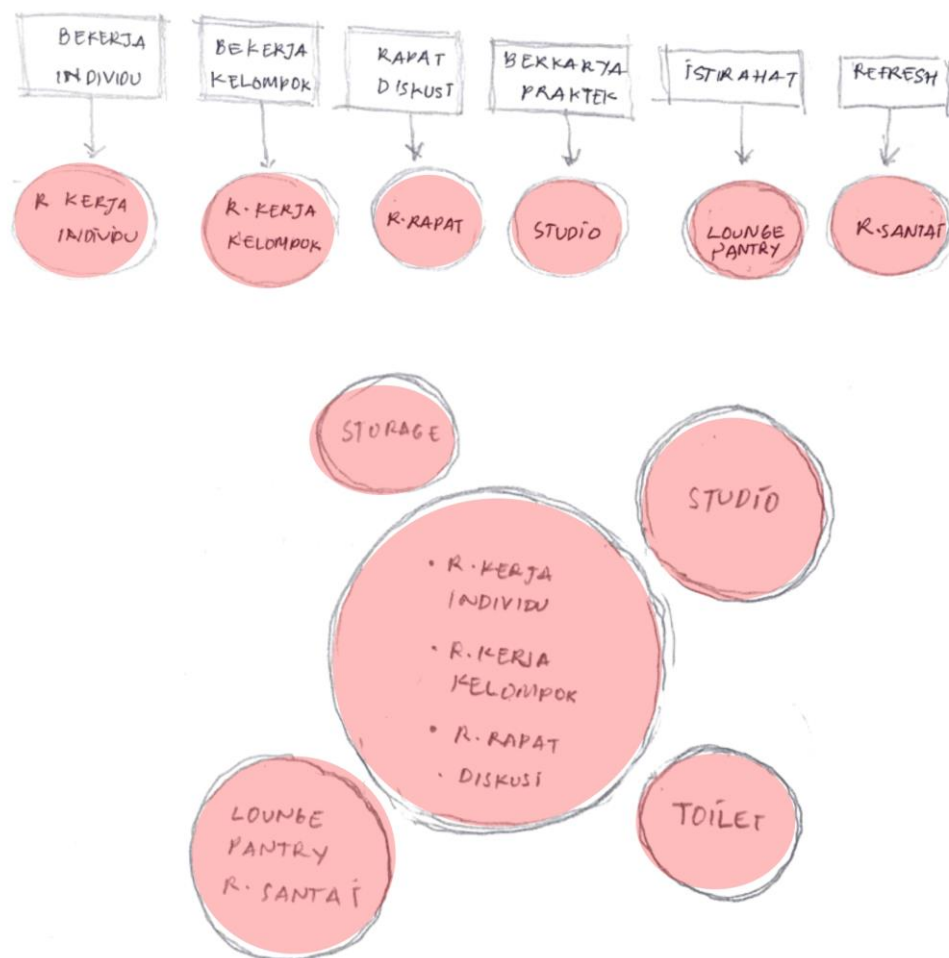 BEKERJA
INDIVIDU
BEKERJA
KELOMPOK
RAPAT
DISKUSI
BERKARYA
PRAKTEK
ISTIRAHAT
REFRESH
R KERJA
INDIVIDU
R. KERJA
KELOMPOK
R. RAPAT
STUDIO
LOUNGE
PANTRY
R. SANTAI
STORAGE
STUDIO
• R. KERJA
INDIVIDU
• R. KERJA
KELOMPOK
• R. RAPAT
• DISKUSI
LOUNGE
PANTRY
R. SANTAI
TOILET